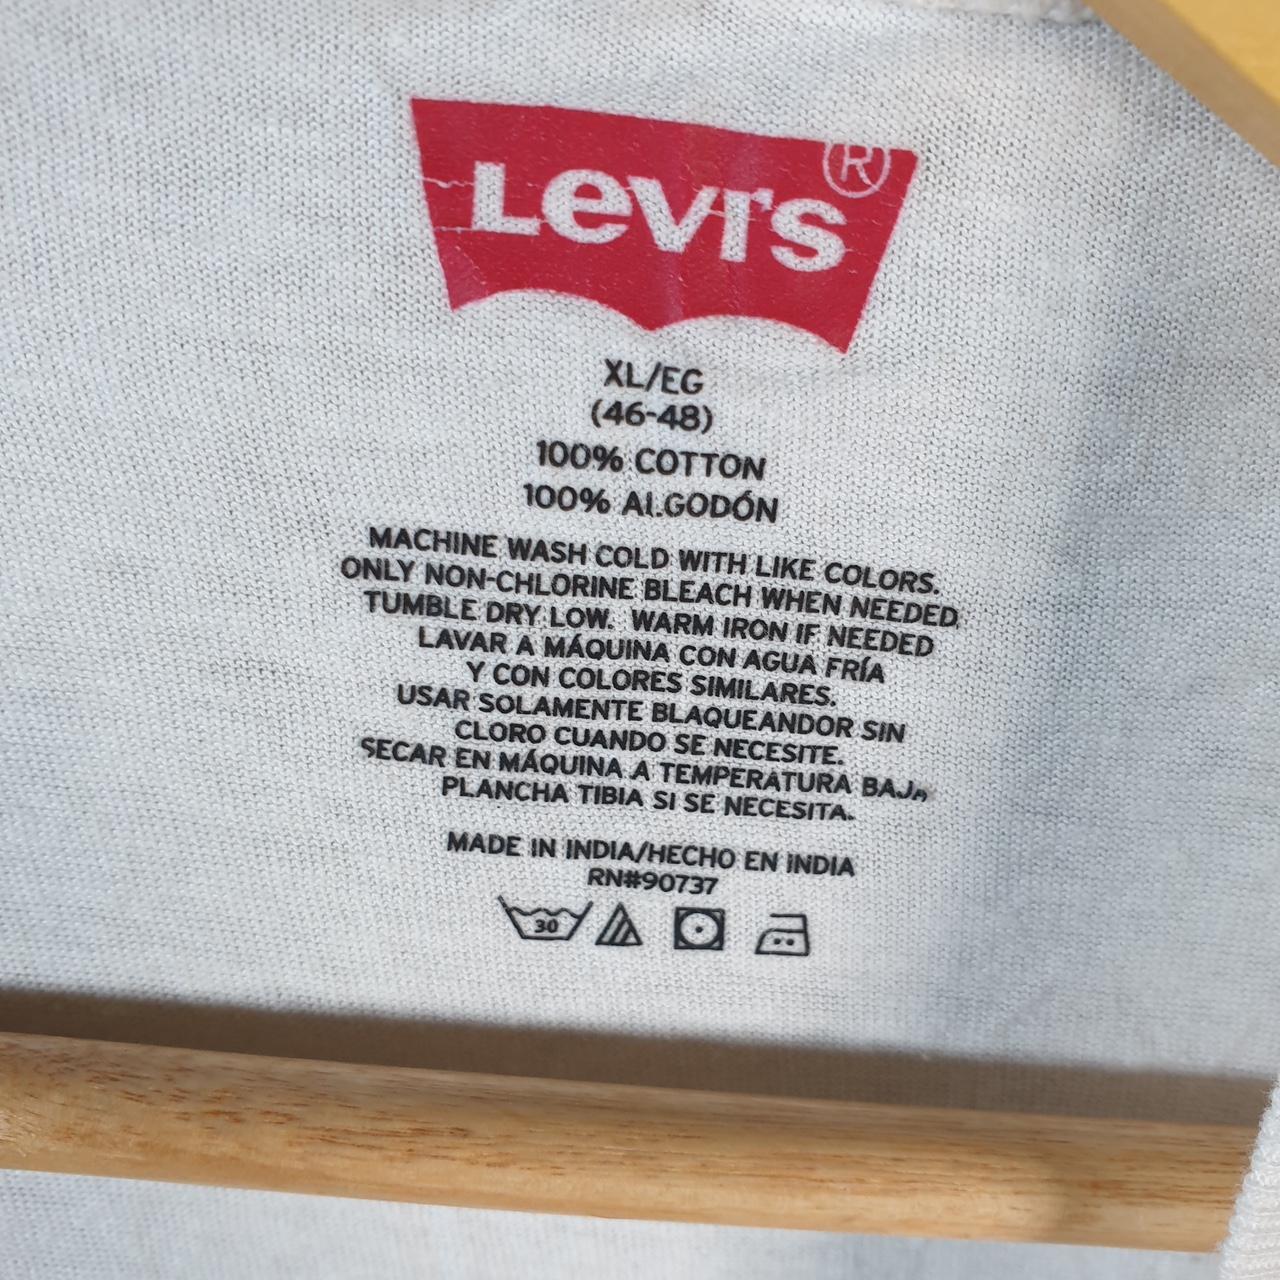 Levi's®
XL/EG
(46-48)
100% COTTON
100% ALGODÓN
MACHINE WASH COLD WITH LIKE COLORS.
ONLY NON-CHLORINE BLEACH WHEN NEEDED.
TUMBLE DRY LOW. WARM IRON IF NEEDED
LAVAR A MÁQUINA CON AGUA FRÍA
Y CON COLORES SIMILARES.
USAR SOLAMENTE BLAQUEANDOR SIN
CLORO CUANDO SE NECESITE.
SECAR EN MÁQUINA A TEMPERATURA BAJA
PLANCHA TIBIA SI SE NECESITA.
MADE IN INDIA/HECHO EN INDIA
RN#90737
30